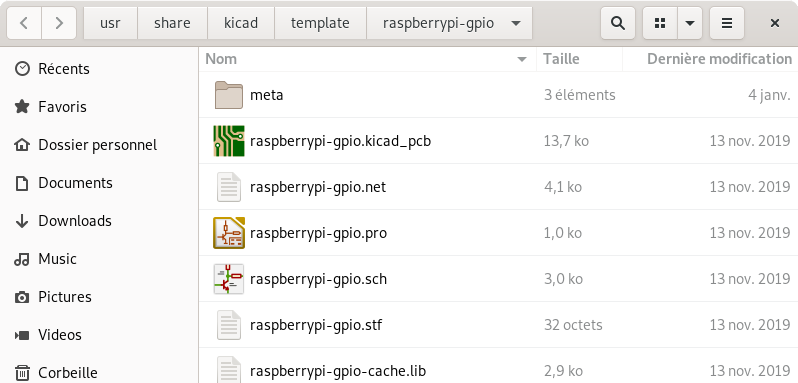 usr share kicad template raspberrypi-gpio
Nom Taille Dernière modification
Récents
Favoris
Dossier personnel
Documents
Downloads
Music
Pictures
Videos
Corbeille
meta 3 éléments 4 janv.
raspberrypi-gpio.kicad_pcb 13,7 ko 13 nov. 2019
raspberrypi-gpio.net 4,1 ko 13 nov. 2019
raspberrypi-gpio.pro 1,0 ko 13 nov. 2019
raspberrypi-gpio.sch 3,0 ko 13 nov. 2019
raspberrypi-gpio.stf 32 octets 13 nov. 2019
raspberrypi-gpio-cache.lib 2,9 ko 13 nov. 2019